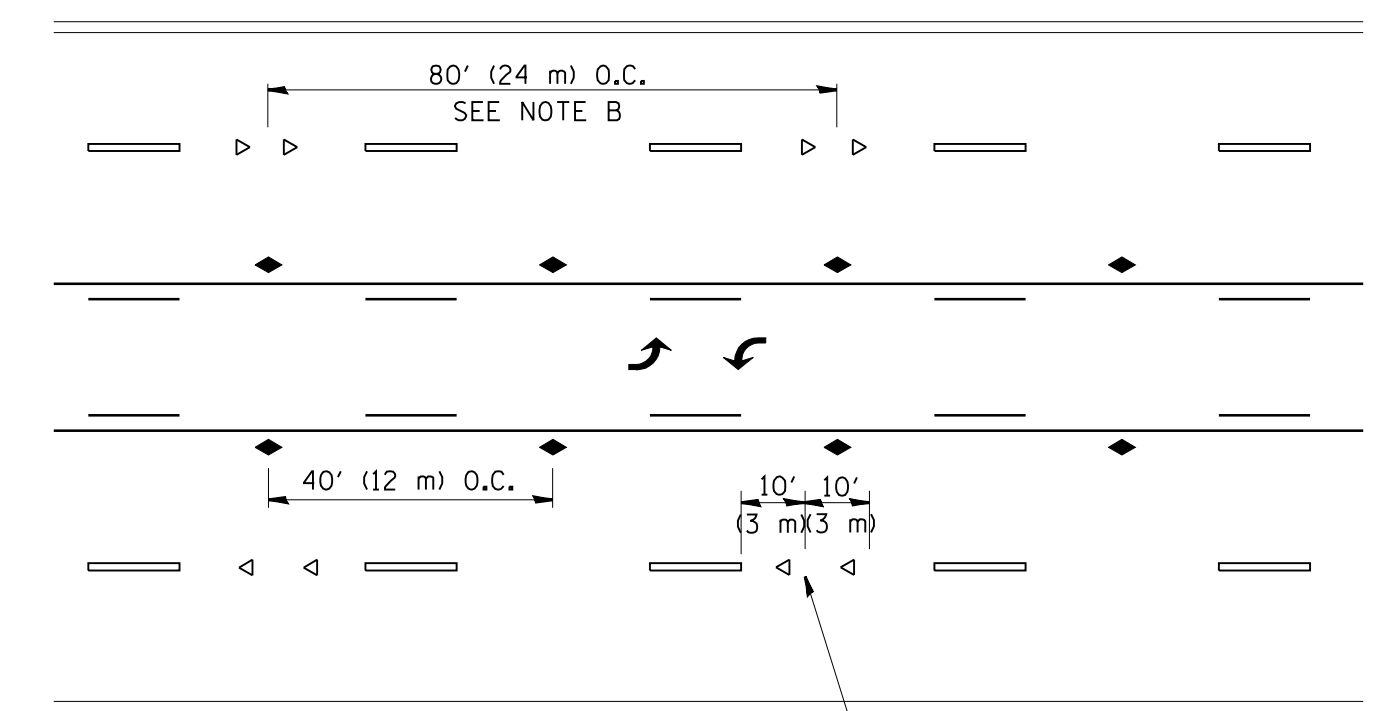 80' (24 m) O.C.
SEE NOTE B
40' (12 m) O.C.
10' 10'
(3 m)(3 m)